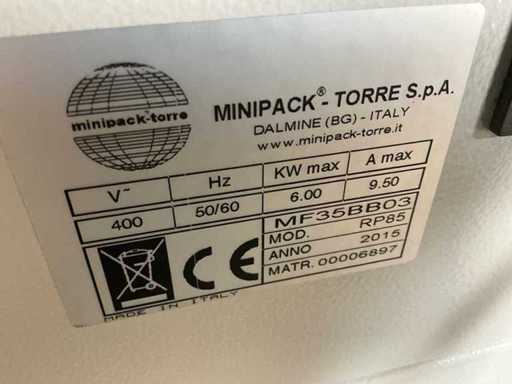 minipack-torre
MINIPACK® - TORRE S.p.A.
DALMINE (BG) - ITALY
www.minipack-torre.it
V~ Hz KW max A max
400 50/60 6.00 9.50
MF35BB03
MOD. RP85
ANNO 2015
MATR. 00006897
CE
MADE IN ITALY